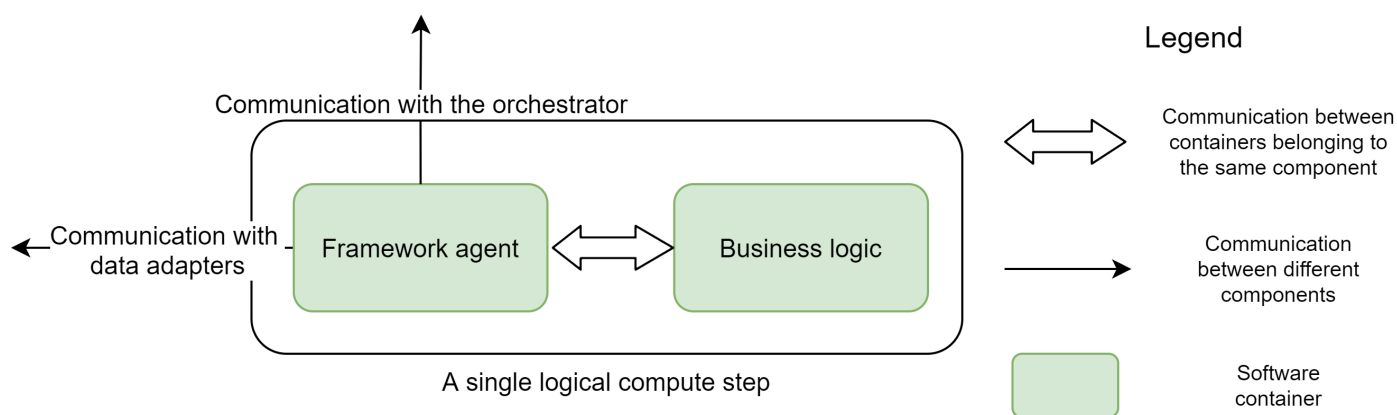 Communication with the orchestrator
Communication with
data adapters
Framework agent
Business logic
A single logical compute step
Legend
Communication between
containers belonging to
the same component
Communication
between different
components
Software
container